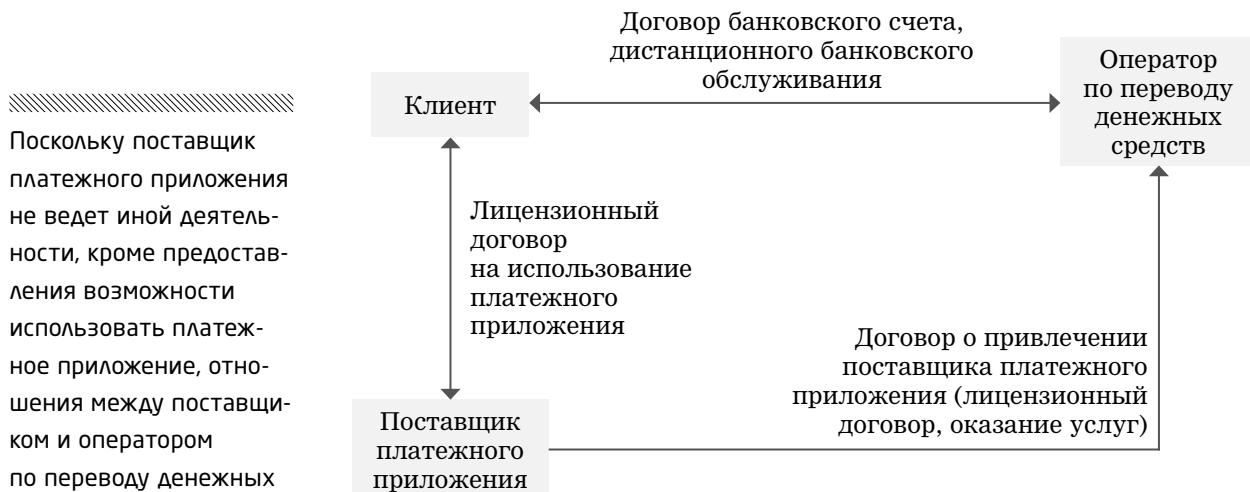 Поскольку поставщик
платежного приложения
не ведет иной деятель-
ности, кроме предостав-
ления возможности
использовать платеж-
ное приложение, отно-
шения между поставщи-
ком и оператором
по переводу денежных
Договор банковского счета,
дистанционного банковского
обслуживания
Клиент
Оператор
по переводу
денежных
средств
Лицензионный
договор
на использование
платежного
приложения
Договор о привлечении
поставщика платежного
приложения (лицензионный
договор, оказание услуг)
Поставщик
платежного
приложения